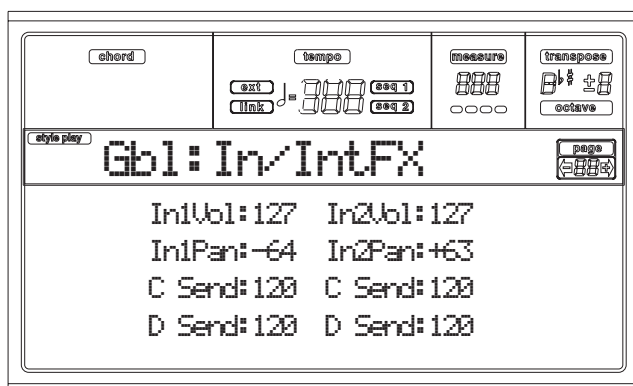 chord tempo measure transpose
ext seq 1
link seq 2 octave
style play Gbl:In/IntFX page
In1Vol:127 In2Vol:127
In1Pan:-64 In2Pan:+63
C Send:120 C Send:120
D Send:120 D Send:120